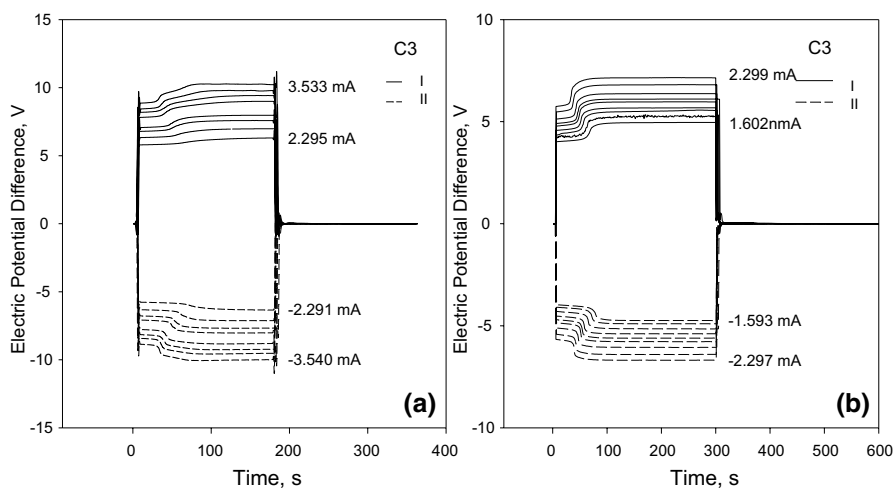 C3
I
II
3.533 mA
2.295 mA
-2.291 mA
-3.540 mA
(a)
15
10
5
0
-5
-10
-15
0 100 200 300 400
Electric Potential Difference, V
Time, s
C3
I
II
2.299 mA
1.602nmA
-1.593 mA
-2.297 mA
(b)
10
5
0
-5
-10
0 100 200 300 400 500 600
Electric Potential Difference, V
Time, s